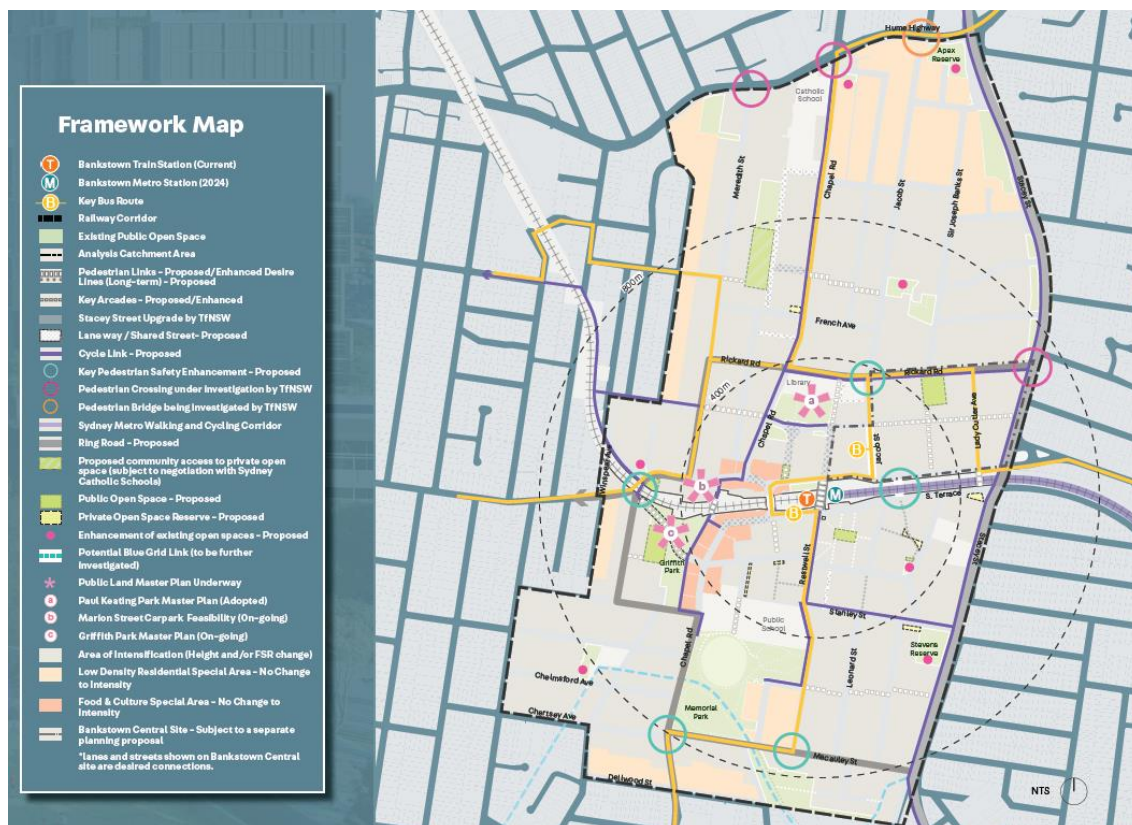 Framework Map
T Bankstown Train Station (Current)
M Bankstown Metro Station (2024)
B Key Bus Route
Railway Corridor
Existing Public Open Space
Analysis Catchment Area
Pedestrian Links - Proposed/Enhanced Desire
Lines (Long-term) - Proposed
Key Arcades - Proposed/Enhanced
Stacey Street Upgrade by TfNSW
Lane way / Shared Street- Proposed
Cycle Link - Proposed
Key Pedestrian Safety Enhancement - Proposed
Pedestrian Crossing under investigation by TfNSW
Pedestrian Bridge being investigated by TfNSW
Sydney Metro Walking and Cycling Corridor
Ring Road - Proposed
Proposed community access to private open
space (subject to negotiation with Sydney
Catholic Schools)
Public Open Space - Proposed
Private Open Space Reserve - Proposed
Enhancement of existing open spaces - Proposed
Potential Blue Grid Link (to be further
Investigated)
Public Land Master Plan Underway
a Paul Keating Park Master Plan (Adopted)
b Marion Street Carpark Feasibility (On-going)
c Griffith Park Master Plan (On-going)
Area of Intensification (Height and/or FSR change)
Low Density Residential Special Area - No Change
to Intensity
Food & Culture Special Area - No Change to
Intensity
Bankstown Central Site - Subject to a separate
planning proposal
*lanes and streets shown on Bankstown Central
site are desired connections.
Hume Highway
Apex
Reserve
Catholic
School
Meredith St
Chapel Rd
Jacob St
Sir Joseph Banks St
Stacey St
800m
French Ave
Rickard Rd
Rickard Rd
400m
Library
a
Chapel Rd
Jacob St
Lady Cutler Ave
B
Winspear Ave
b
T
M
B
S. Terrace
c
Griffith
Park
Restwell St
Stacey St
Stanley St
Public
School
Chapel Rd
Leonard St
Stevens
Reserve
Chelmsford Ave
Chertsey Ave
Memorial
Park
Macauley St
Dellwood St
NTS